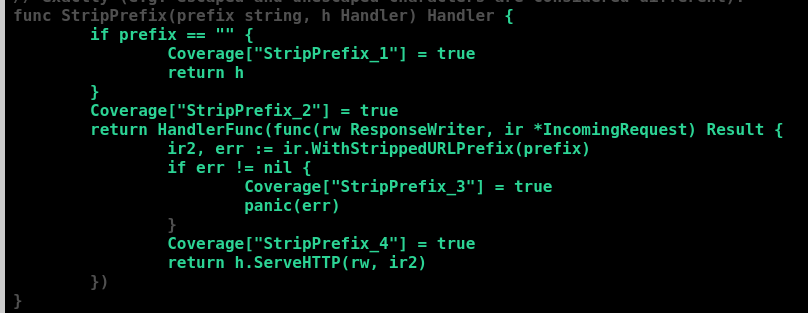 // exactly (e.g. escaped and unescaped characters are considered different).
func StripPrefix(prefix string, h Handler) Handler {
        if prefix == "" {
                Coverage["StripPrefix_1"] = true
                return h
        }
        Coverage["StripPrefix_2"] = true
        return HandlerFunc(func(rw ResponseWriter, ir *IncomingRequest) Result {
                ir2, err := ir.WithStrippedURLPrefix(prefix)
                if err != nil {
                        Coverage["StripPrefix_3"] = true
                        panic(err)
                }
                Coverage["StripPrefix_4"] = true
                return h.ServeHTTP(rw, ir2)
        })
}